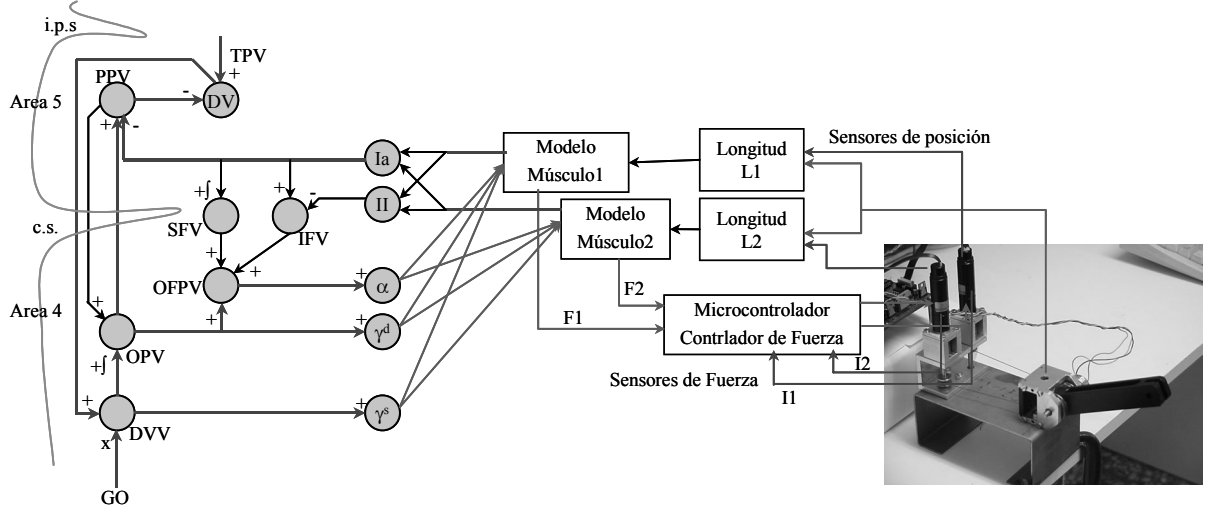 i.p.s
TPV
+
PPV
Area 5
-
DV
+
-
Ia
Modelo
Músculo1
Longitud
L1
Sensores de posición
+∫
+
-
II
c.s.
SFV
IFV
Modelo
Músculo2
Longitud
L2
+
+
OFPV
+
α
F2
Area 4
+
+
+
γd
F1
Microcontrolador
Contrlador de Fuerza
OPV
+∫
I2
Sensores de Fuerza
I1
+
+
γs
DVV
x
GO